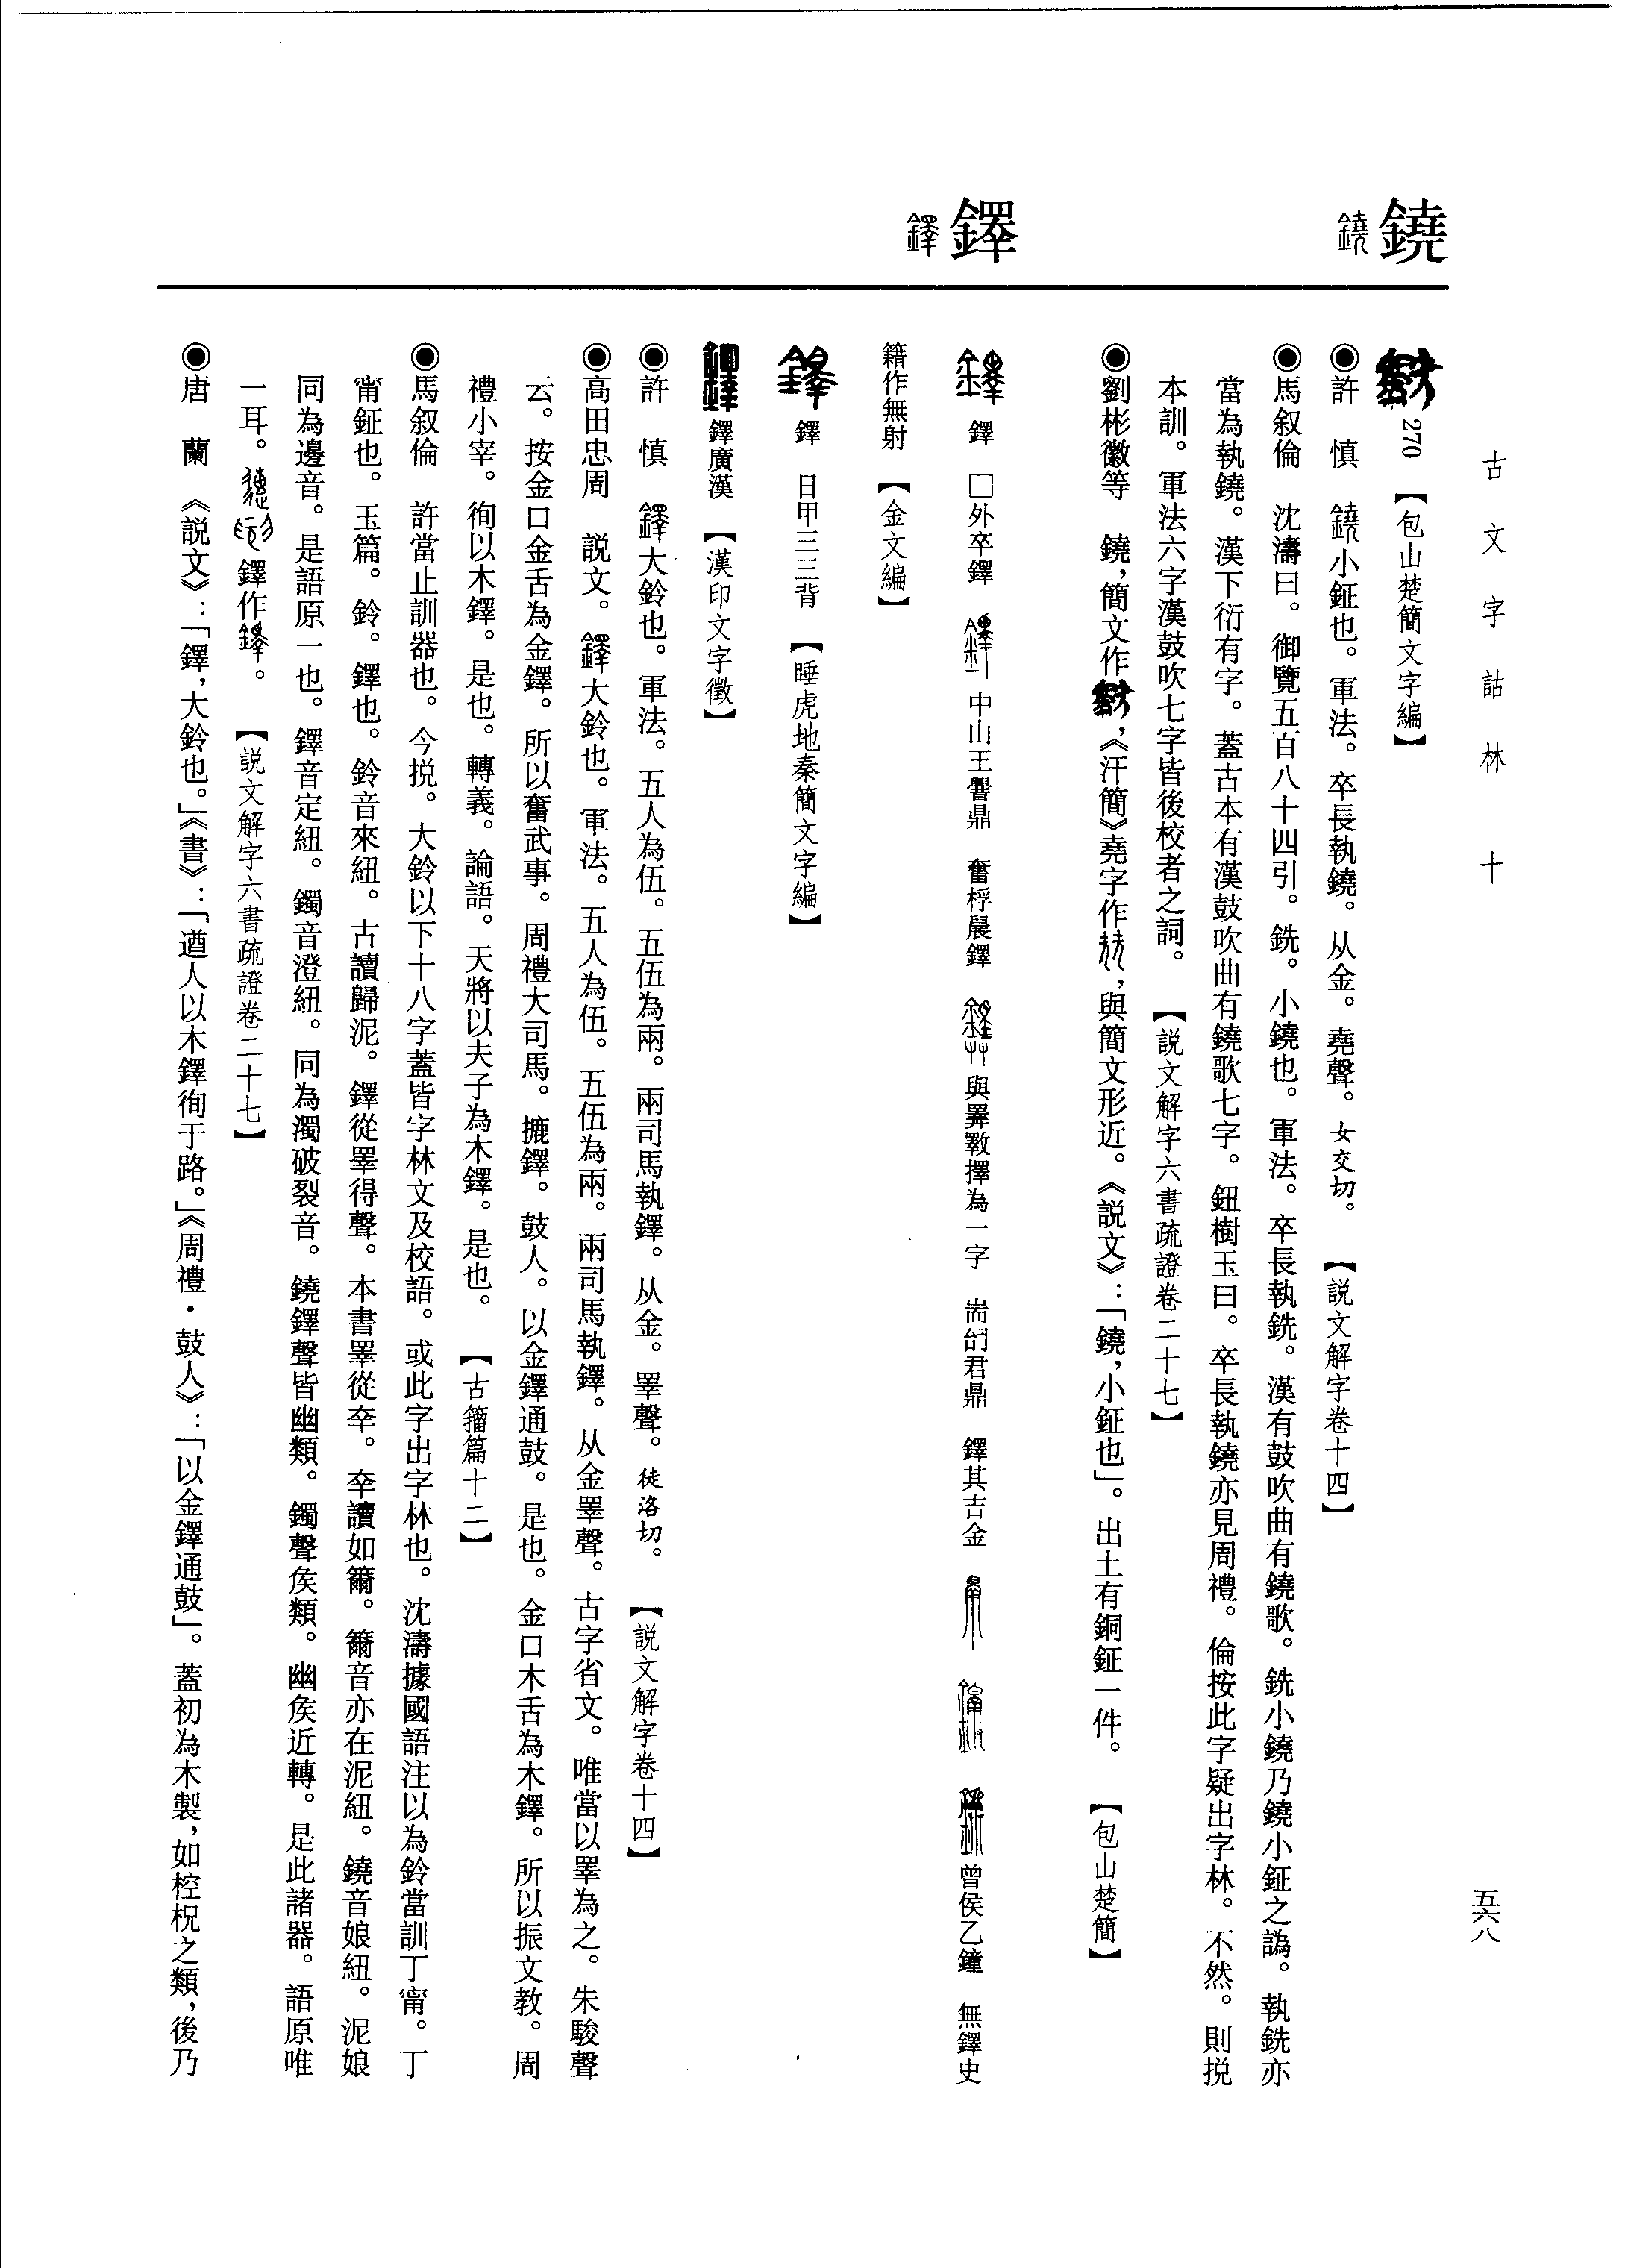 古文字詁林 十
五六八
鐃
鐸
270 【包山楚簡文字編】
◉許 慎 鐃小鉦也。軍法。卒長執鐃。从金。堯聲。女交切。 【說文解字卷十四】
◉馬叙倫 沈濤曰。御覽五百八十四引。銑。小鐃也。軍法。卒長執銑。漢有鼓吹曲有鐃歌。銑小鐃乃鐃小鉦之譌。執銑亦
當為執鐃。漢下衍有字。蓋古本有漢鼓吹曲有鐃歌七字。鈕樹玉曰。卒長執鐃亦見周禮。倫按此字疑出字林。不然。則挩
本訓。軍法六字漢鼓吹七字皆後校者之詞。 【說文解字六書疏證卷二十七】
◉劉彬徽等 鐃，簡文作，《汗簡》堯字作，與簡文形近。《說文》：「鐃，小鉦也」。出土有銅鉦一件。 【包山楚簡】
鐸 □外卒鐸 中山王䯃鼎 奮桴晨鐸 與睪斁擇為一字 耑君鼎 鐸其吉金 曾侯乙鐘 無鐸史
籍作無射 【金文編】
鐸 日甲三三背 【睡虎地秦簡文字編】
鐸廣漢 【漢印文字徵】
◉許 慎 鐸大鈴也。軍法。五人為伍。五伍為兩。兩司馬執鐸。从金。睪聲。徒洛切。 【說文解字卷十四】
◉高田忠周 說文。鐸大鈴也。軍法。五人為伍。五伍為兩。兩司馬執鐸。从金睪聲。古字省文。唯當以睪為之。朱駿聲
云。按金口金舌為金鐸。所以奮武事。周禮大司馬。摝鐸。鼓人。以金鐸通鼓。是也。金口木舌為木鐸。所以振文教。周
禮小宰。徇以木鐸。是也。轉義。論語。天將以夫子為木鐸。是也。 【古籀篇十二】
◉馬叙倫 許當止訓器也。今挩。大鈴以下十八字蓋皆字林文及校語。或此字出字林也。沈濤據國語注以為鈴當訓丁甯。丁
甯鉦也。玉篇。鈴。鐸也。鈴音來紐。古讀歸泥。鐸從睪得聲。本書睪從㚔。㚔讀如籋。籋音亦在泥紐。鐃音娘紐。泥娘
同為邊音。是語原一也。鐸音定紐。鐲音澄紐。同為濁破裂音。鐃鐸聲皆幽類。鐲聲矦類。幽矦近轉。是此諸器。語原唯
一耳。鐸作。 【說文解字六書疏證卷二十七】
◉唐 蘭 《說文》：「鐸，大鈴也。」《書》：「遒人以木鐸徇于路。」《周禮·鼓人》：「以金鐸通鼓」。蓋初為木製，如椌柷之類，後乃